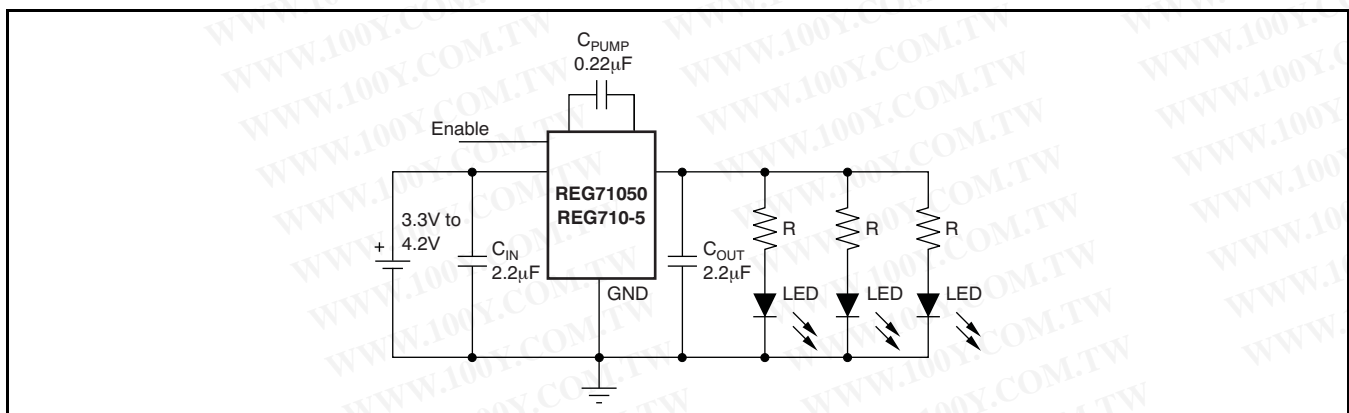 C_PUMP
0.22µF
Enable
REG71050
REG710-5
3.3V to
4.2V
+
C_IN
2.2µF
GND
C_OUT
2.2µF
R
R
R
LED
LED
LED
WWW.100Y.COM.TW